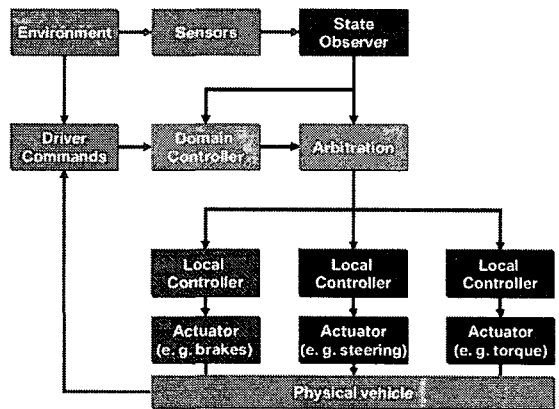 Environment
Sensors
State
Observer
Driver
Commands
Domain
Controller
Arbitration
Local
Controller
Local
Controller
Local
Controller
Actuator
(e. g. brakes)
Actuator
(e. g. steering)
Actuator
(e. g. torque)
Physical vehicle